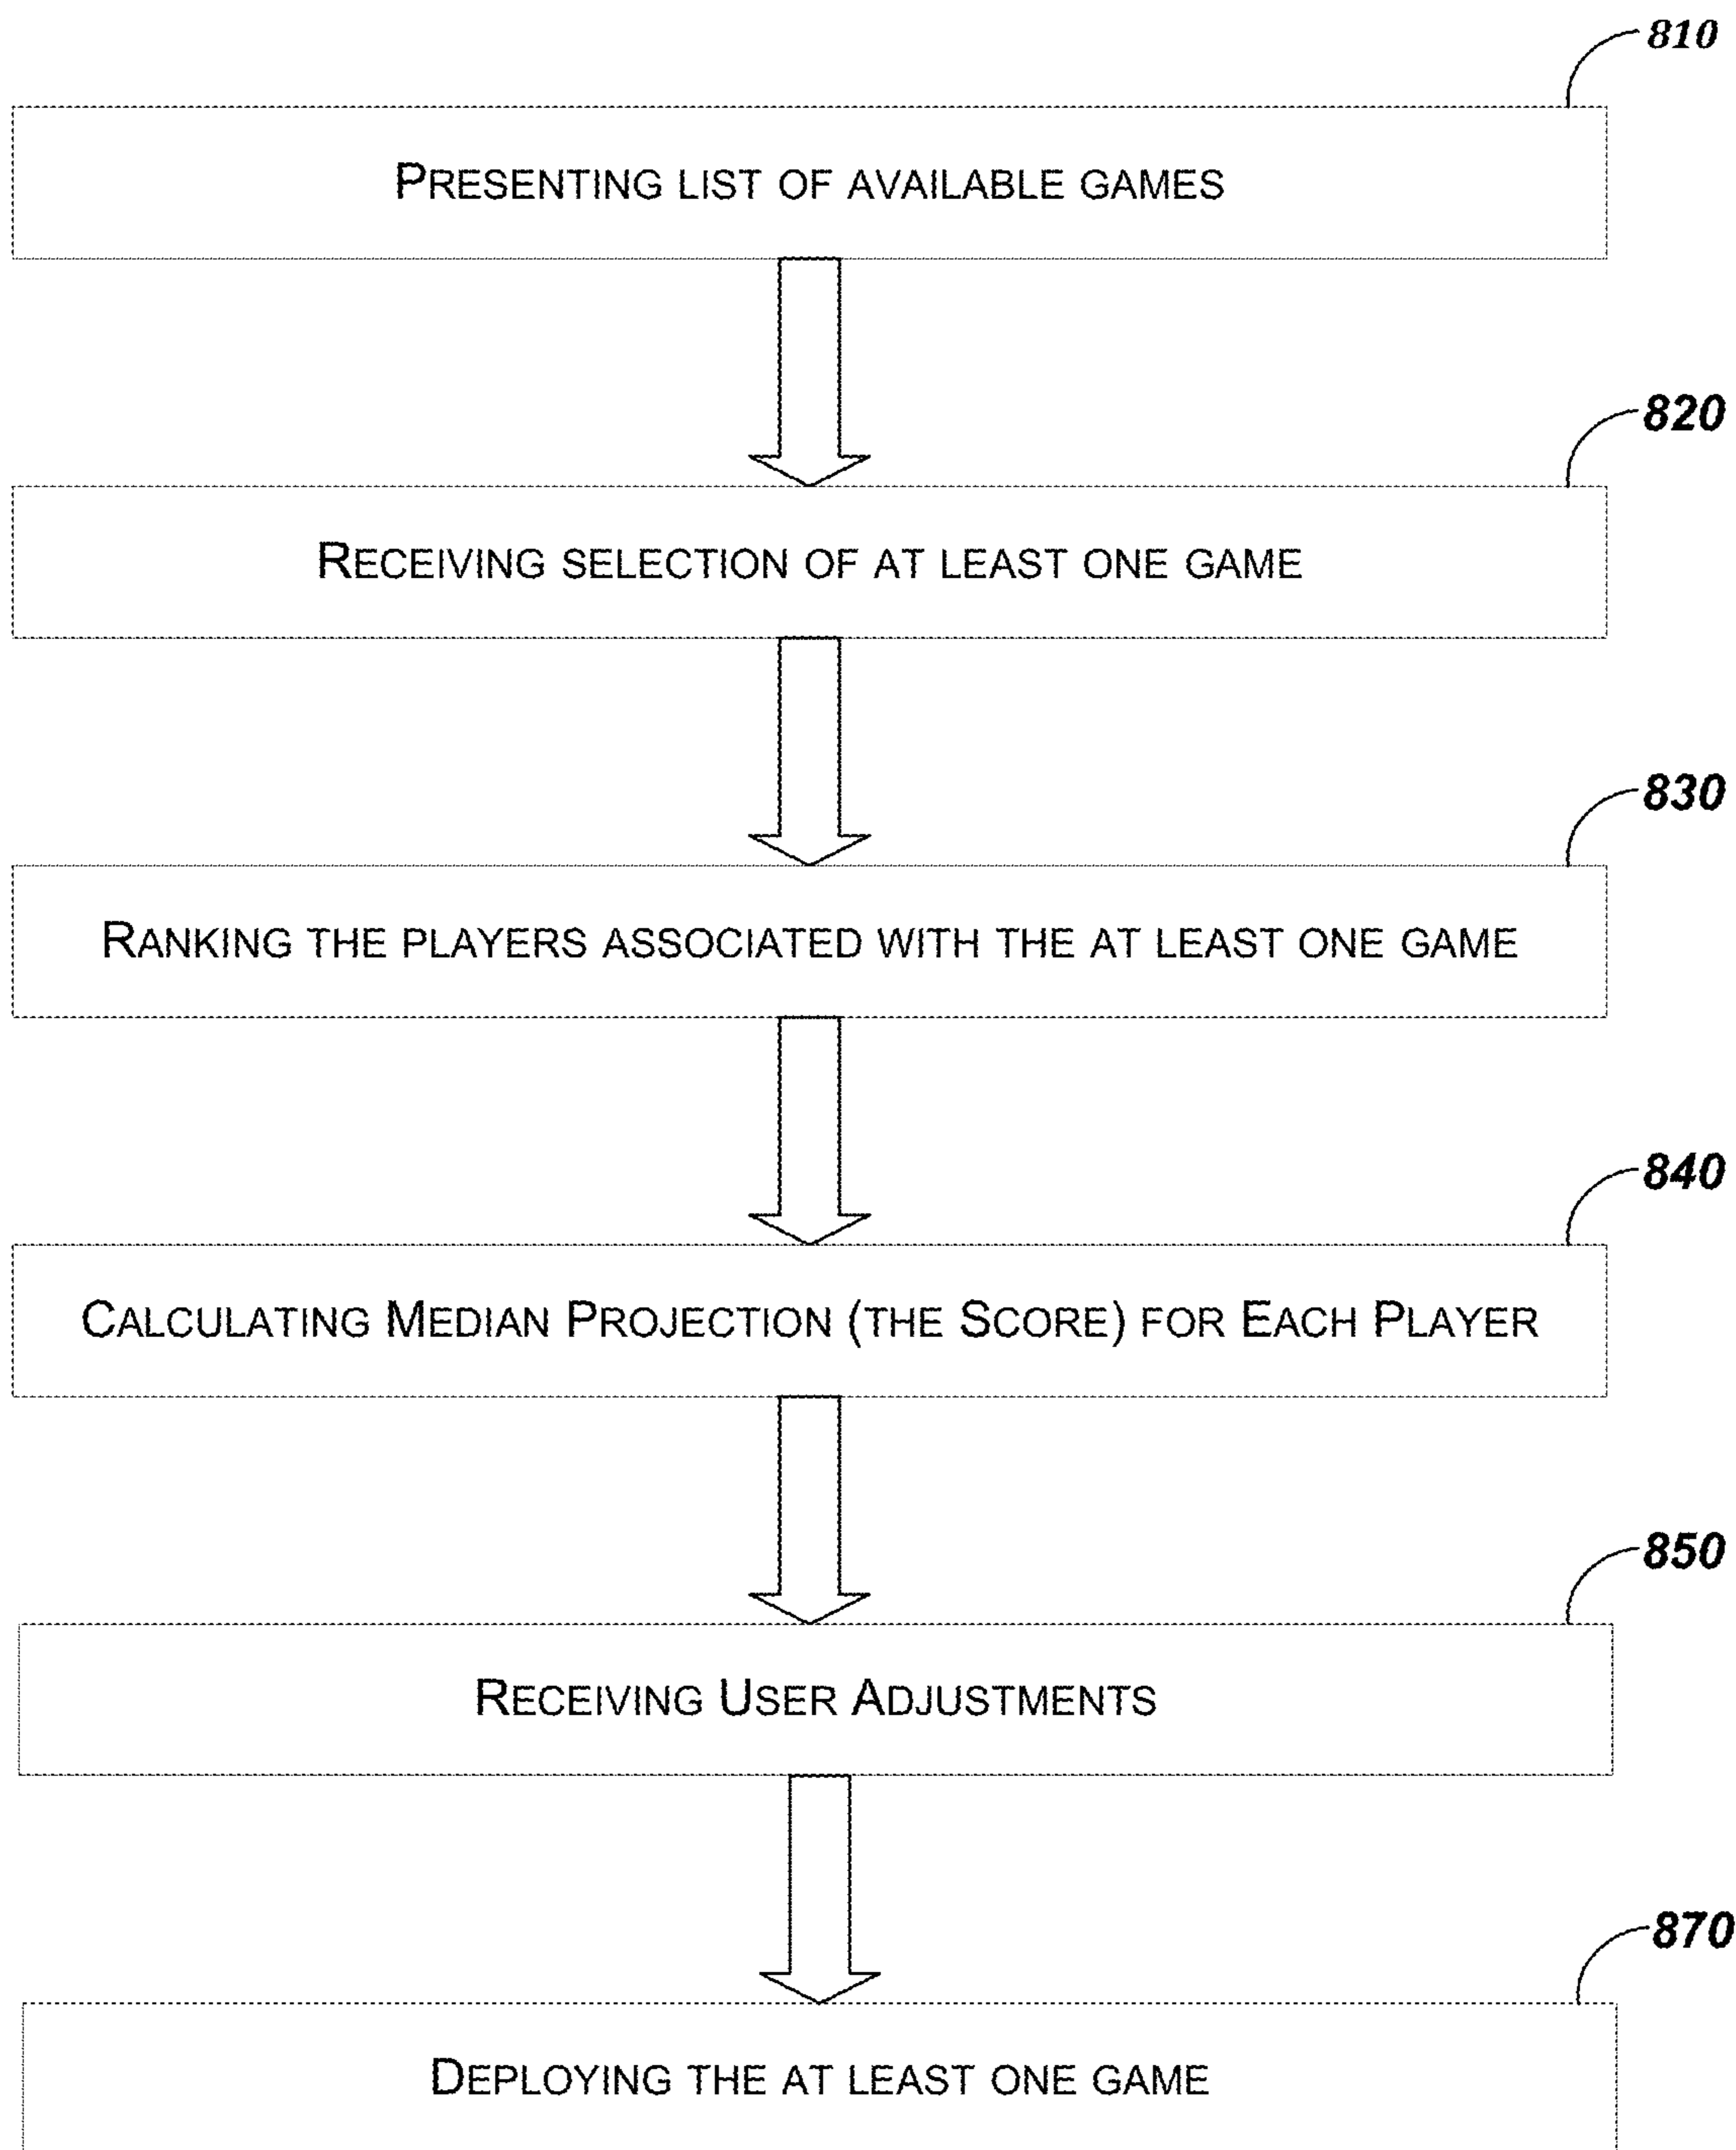 810
PRESENTING LIST OF AVAILABLE GAMES
820
RECEIVING SELECTION OF AT LEAST ONE GAME
830
RANKING THE PLAYERS ASSOCIATED WITH THE AT LEAST ONE GAME
840
CALCULATING MEDIAN PROJECTION (THE SCORE) FOR EACH PLAYER
850
RECEIVING USER ADJUSTMENTS
870
DEPLOYING THE AT LEAST ONE GAME